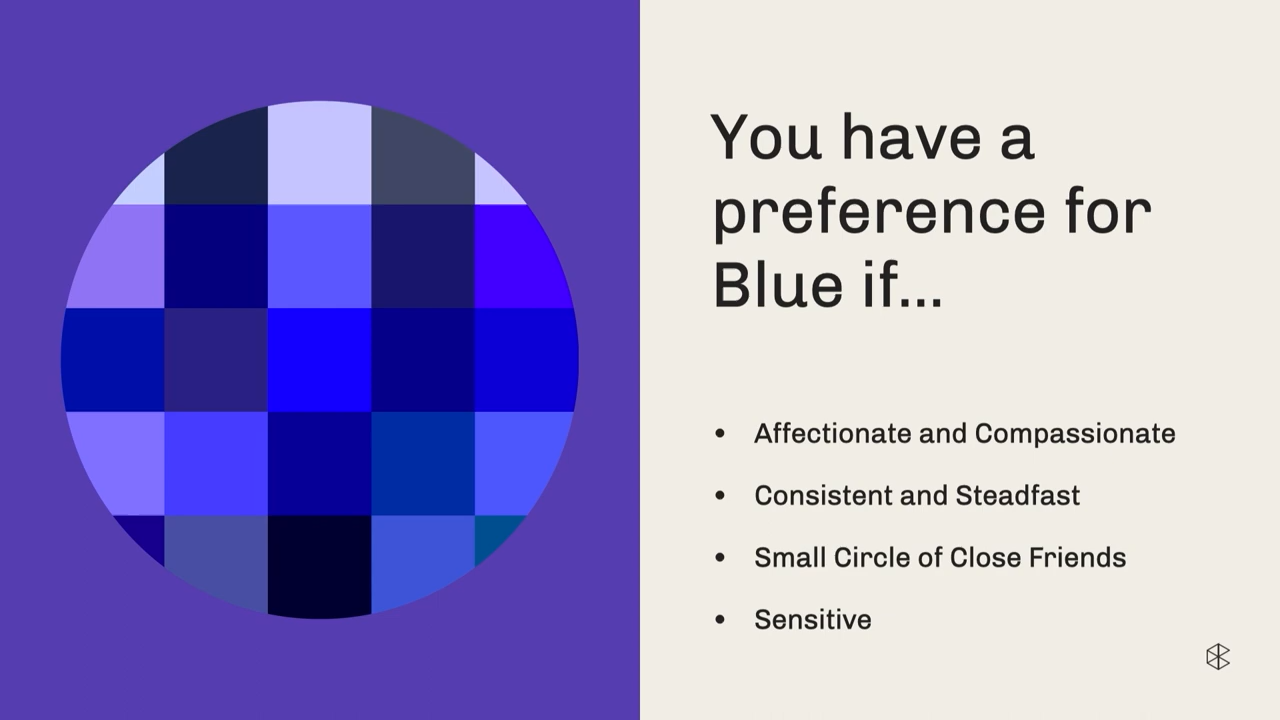 You have a
preference for
Blue if...
• Affectionate and Compassionate
• Consistent and Steadfast
• Small Circle of Close Friends
• Sensitive